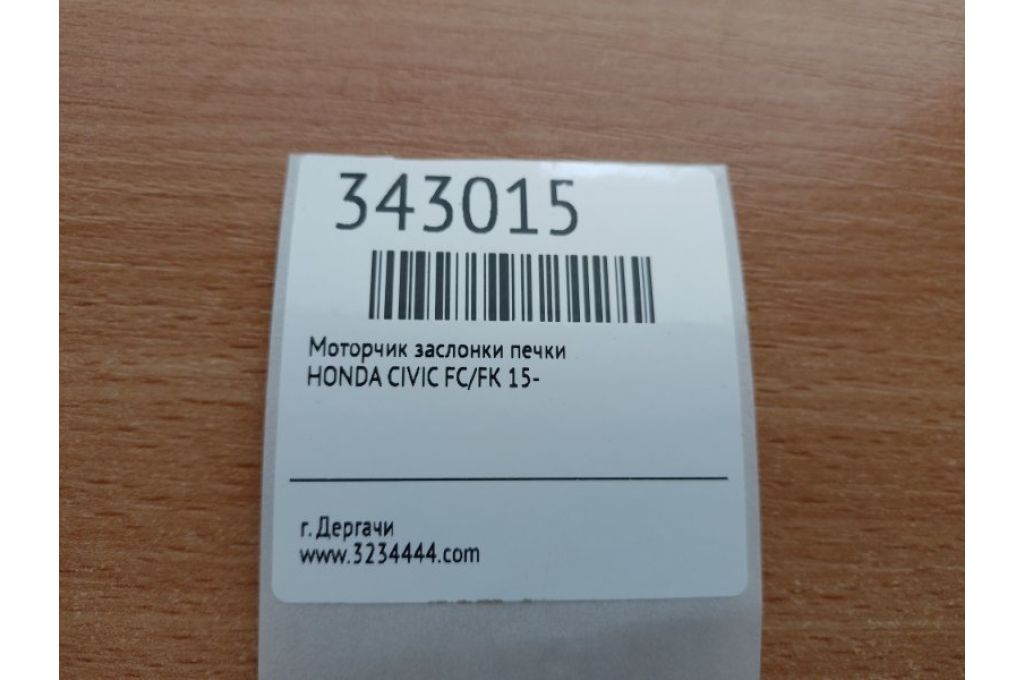 343015
Моторчик заслонки печки
HONDA CIVIC FC/FK 15-
г. Дергачи
www.3234444.com